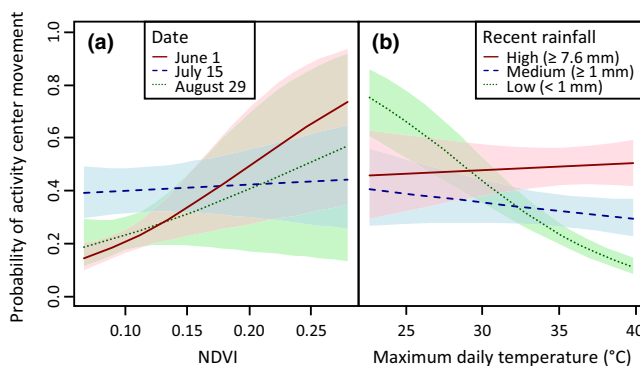 Probability of activity center movement
0.0
0.2
0.4
0.6
0.8
1.0
(a)
Date
June 1
July 15
August 29
0.10
0.15
0.20
0.25
NDVI
(b)
Recent rainfall
High (≥ 7.6 mm)
Medium (≥ 1 mm)
Low (< 1 mm)
25
30
35
40
Maximum daily temperature (°C)